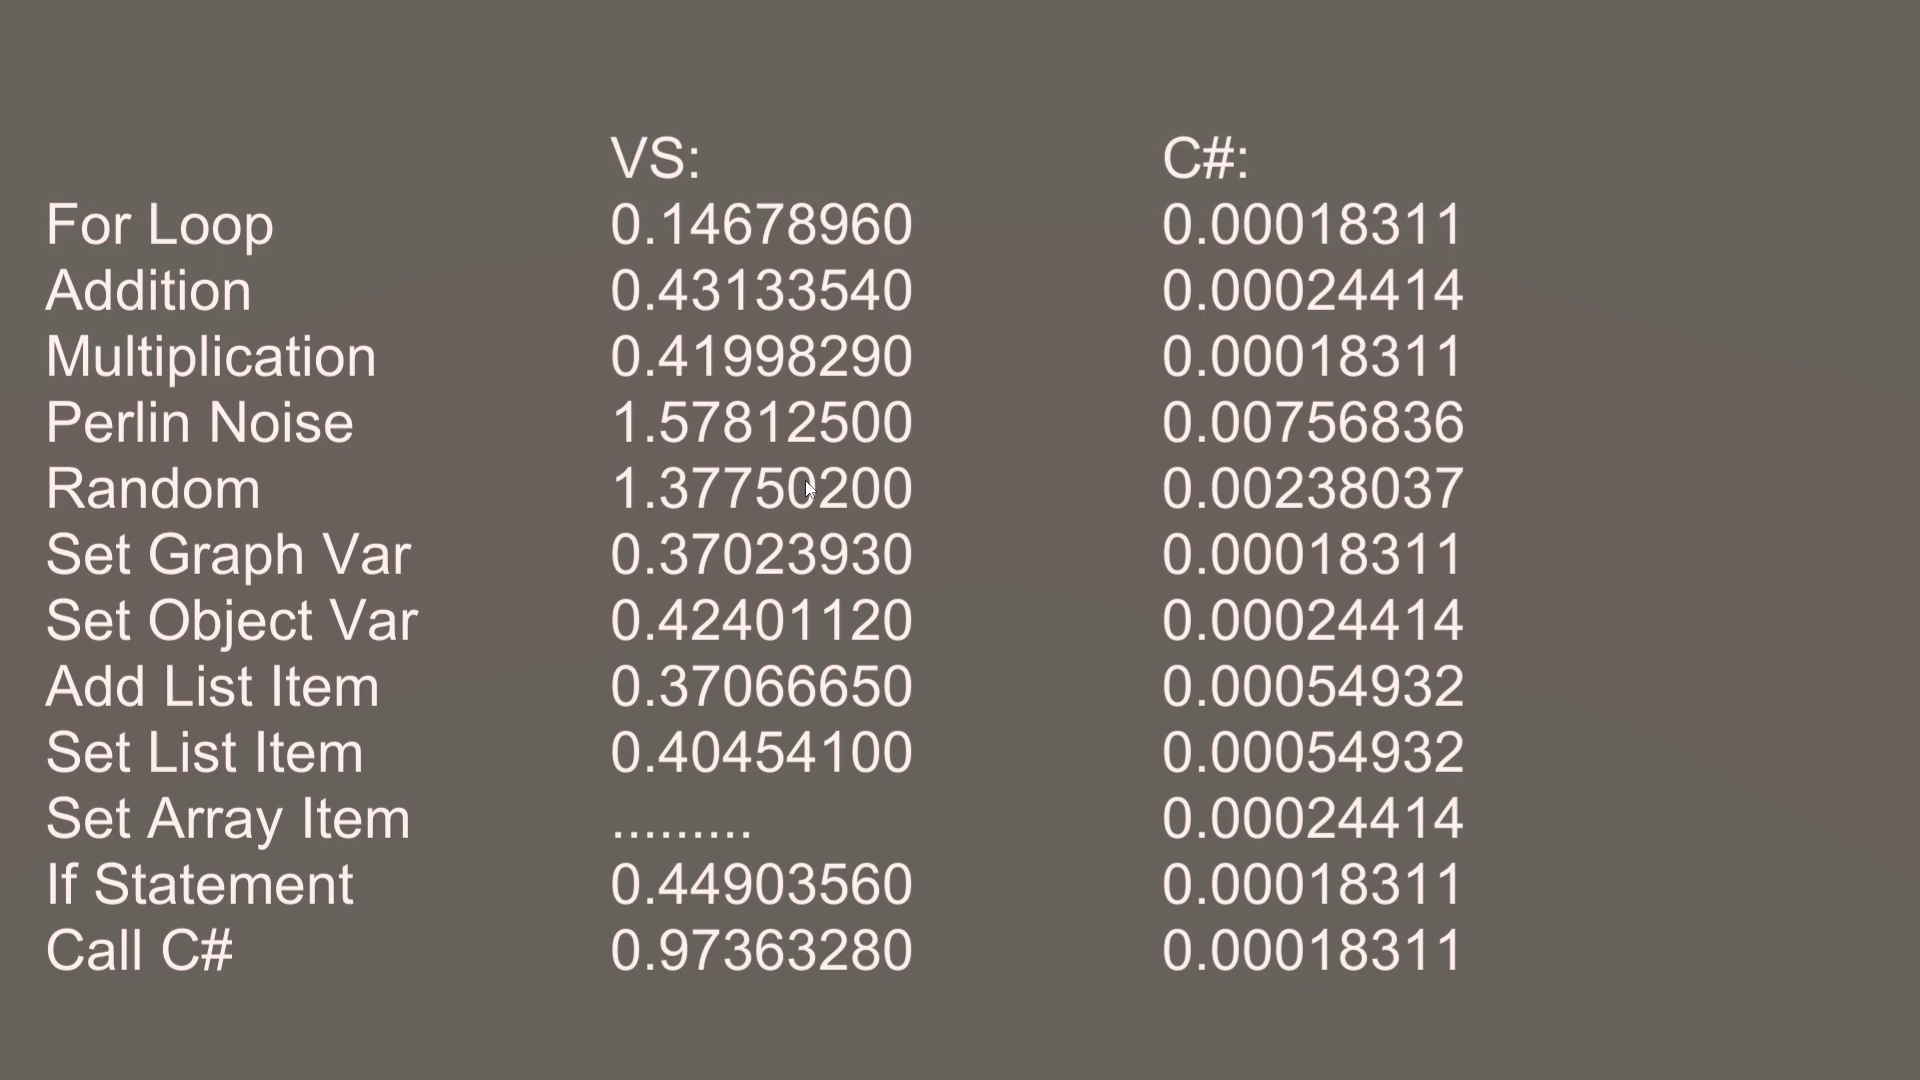 VS: C#:
For Loop 0.14678960 0.00018311
Addition 0.43133540 0.00024414
Multiplication 0.41998290 0.00018311
Perlin Noise 1.57812500 0.00756836
Random 1.37750200 0.00238037
Set Graph Var 0.37023930 0.00018311
Set Object Var 0.42401120 0.00024414
Add List Item 0.37066650 0.00054932
Set List Item 0.40454100 0.00054932
Set Array Item ......... 0.00024414
If Statement 0.44903560 0.00018311
Call C# 0.97363280 0.00018311